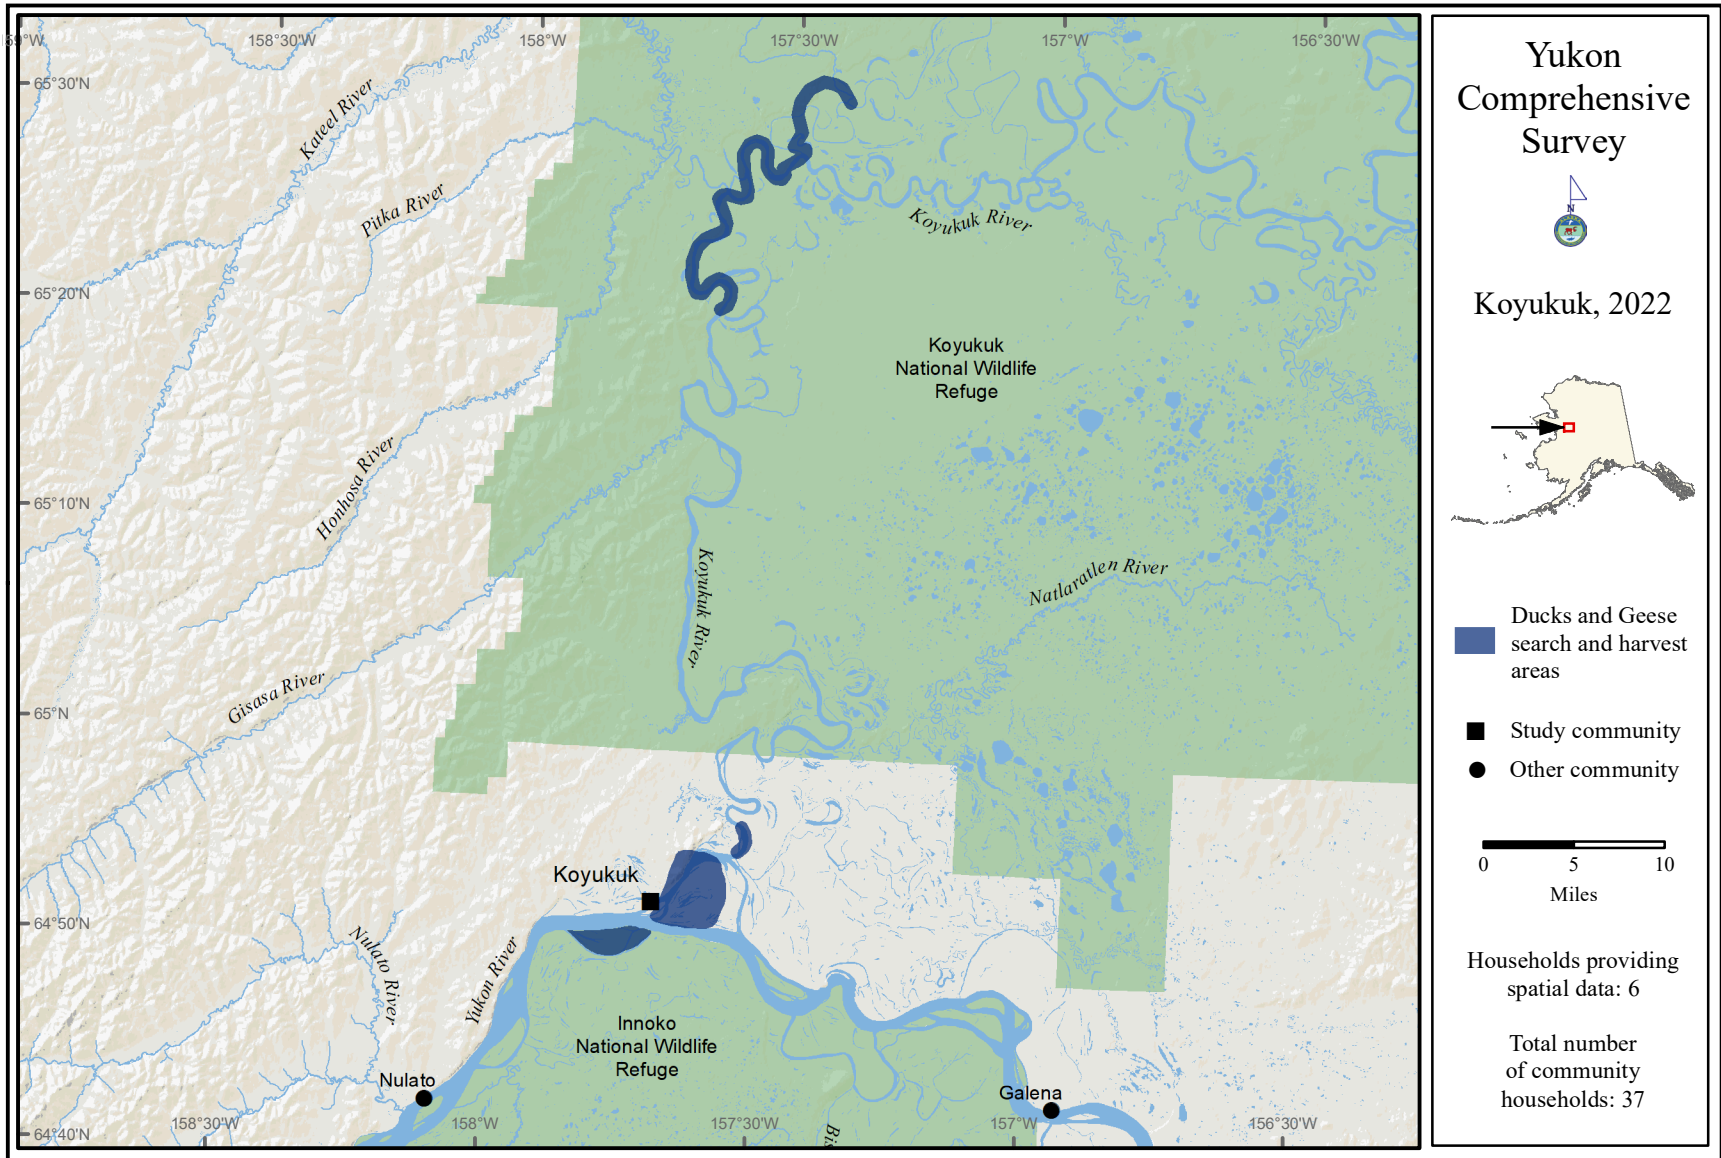 159°W
158°30'W
158°W
157°30'W
157°W
156°30'W
65°30'N
65°20'N
65°10'N
65°N
64°50'N
64°40'N
Kateel River
Pitka River
Koyukuk River
Koyukuk
National Wildlife
Refuge
Honhosa River
Koyukuk River
Natlaratlen River
Gisasa River
Koyukuk
Nulato River
Yukon River
Innoko
National Wildlife
Refuge
Nulato
Galena
158°30'W
158°W
157°30'W
157°W
156°30'W
Yukon
Comprehensive
Survey
N
Koyukuk, 2022
Ducks and Geese
search and harvest
areas
Study community
Other community
0 5 10
Miles
Households providing
spatial data: 6
Total number
of community
households: 37